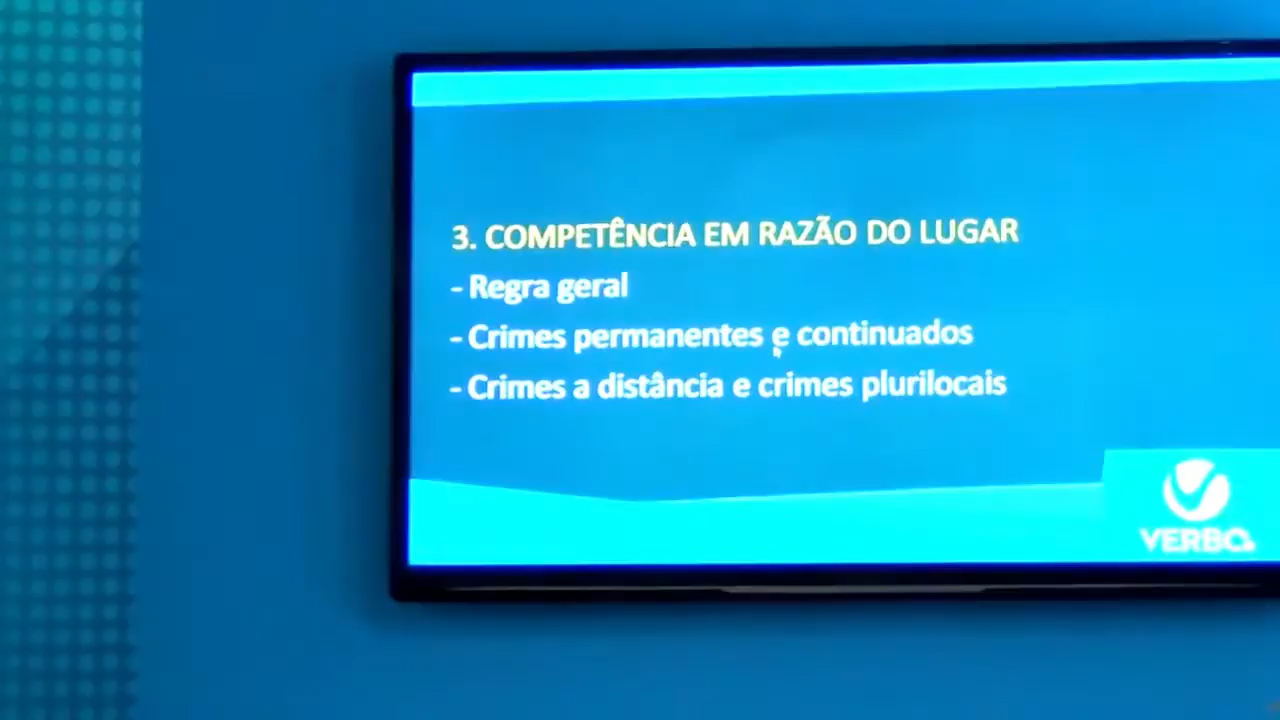 3. COMPETÊNCIA EM RAZÃO DO LUGAR
- Regra geral
- Crimes permanentes e continuados
- Crimes a distância e crimes plurilocais
VERBO